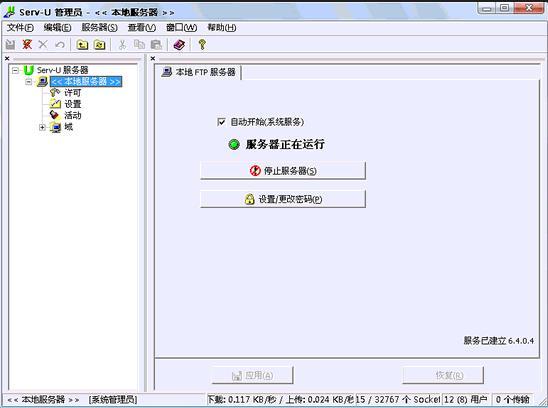 Serv-U 管理员 - << 本地服务器 >>
文件(F) 编辑(E) 服务器(S) 查看(V) 窗口(W) 帮助(H)
Serv-U 服务器
<< 本地服务器 >>
许可
设置
活动
域
本地 FTP 服务器
自动开始(系统服务)
服务器正在运行
停止服务器(S)
设置/更改密码(P)
服务已建立 6.4.0.4
应用(A) 恢复(R)
<< 本地服务器 >> [系统管理员] 下载: 0.117 KB/秒 / 上传: 0.024 KB/秒 15 / 32767 个 Socket 12 (8) 用户 0 个传输